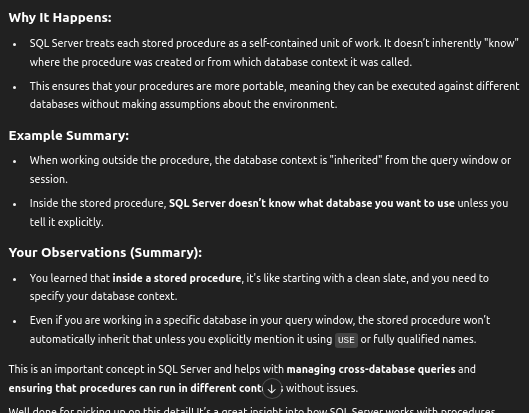 Why It Happens:
• SQL Server treats each stored procedure as a self-contained unit of work. It doesn't inherently "know"
where the procedure was created or from which database context it was called.
• This ensures that your procedures are more portable, meaning they can be executed against different
databases without making assumptions about the environment.
Example Summary:
• When working outside the procedure, the database context is "inherited" from the query window or
session.
• Inside the stored procedure, SQL Server doesn't know what database you want to use unless you
tell it explicitly.
Your Observations (Summary):
• You learned that inside a stored procedure, it's like starting with a clean slate, and you need to
specify your database context.
• Even if you are working in a specific database in your query window, the stored procedure won't
automatically inherit that unless you explicitly mention it using USE or fully qualified names.
This is an important concept in SQL Server and helps with managing cross-database queries and
ensuring that procedures can run in different without issues.
Well done for picking up on this detail! It's a great insight into how SQL Server works with procedures